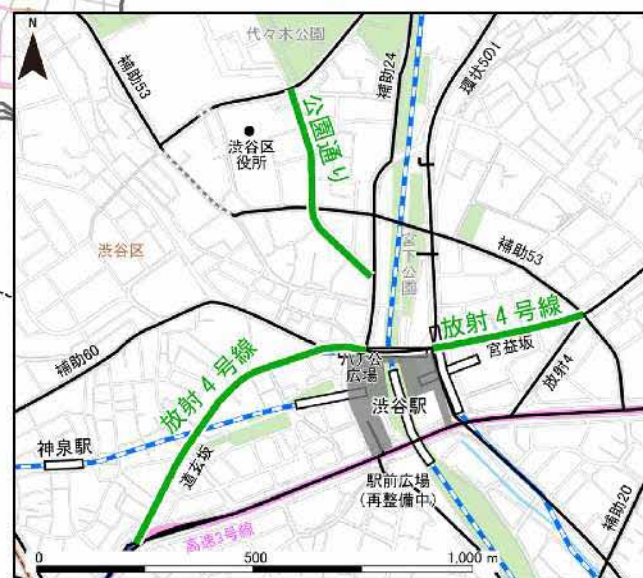 N
代々木公園
補助53
補助24
環状5の1
公園通り
渋谷区
役所
渋谷区
宮下公園
補助53
放射4号線
宮益坂
放射4
補助60
放射4号線
ハチ公
広場
渋谷駅
神泉駅
道玄坂
駅前広場
(再整備中)
高速3号線
補助20
0 500 1,000 m